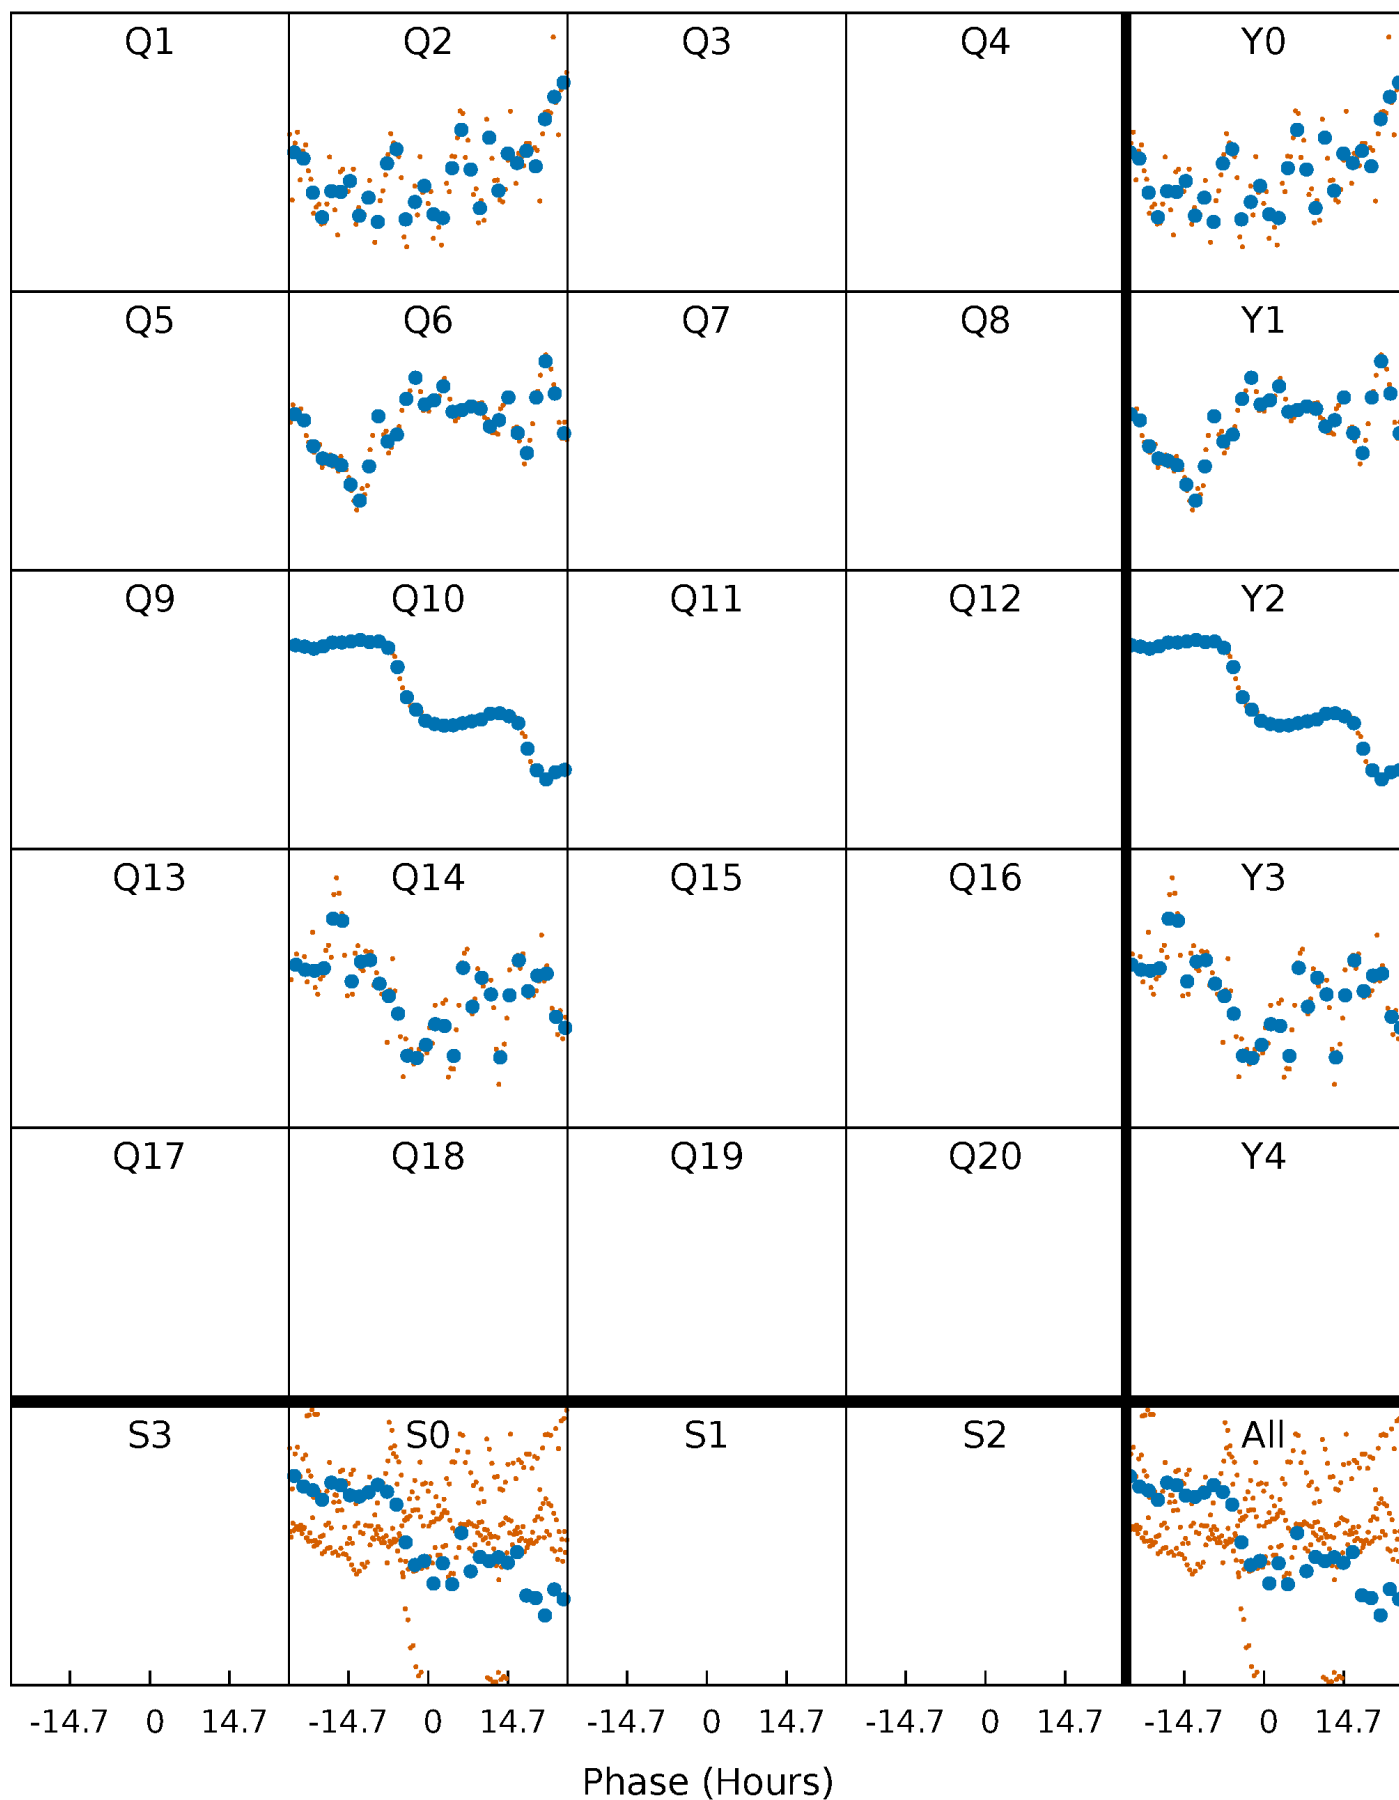 Q1 Q2 Q3 Q4 Y0
Q5 Q6 Q7 Q8 Y1
Q9 Q10 Q11 Q12 Y2
Q13 Q14 Q15 Q16 Y3
Q17 Q18 Q19 Q20 Y4
S3 S0 S1 S2 All
-14.7 0 14.7 -14.7 0 14.7 -14.7 0 14.7 -14.7 0 14.7 -14.7 0 14.7
Phase (Hours)